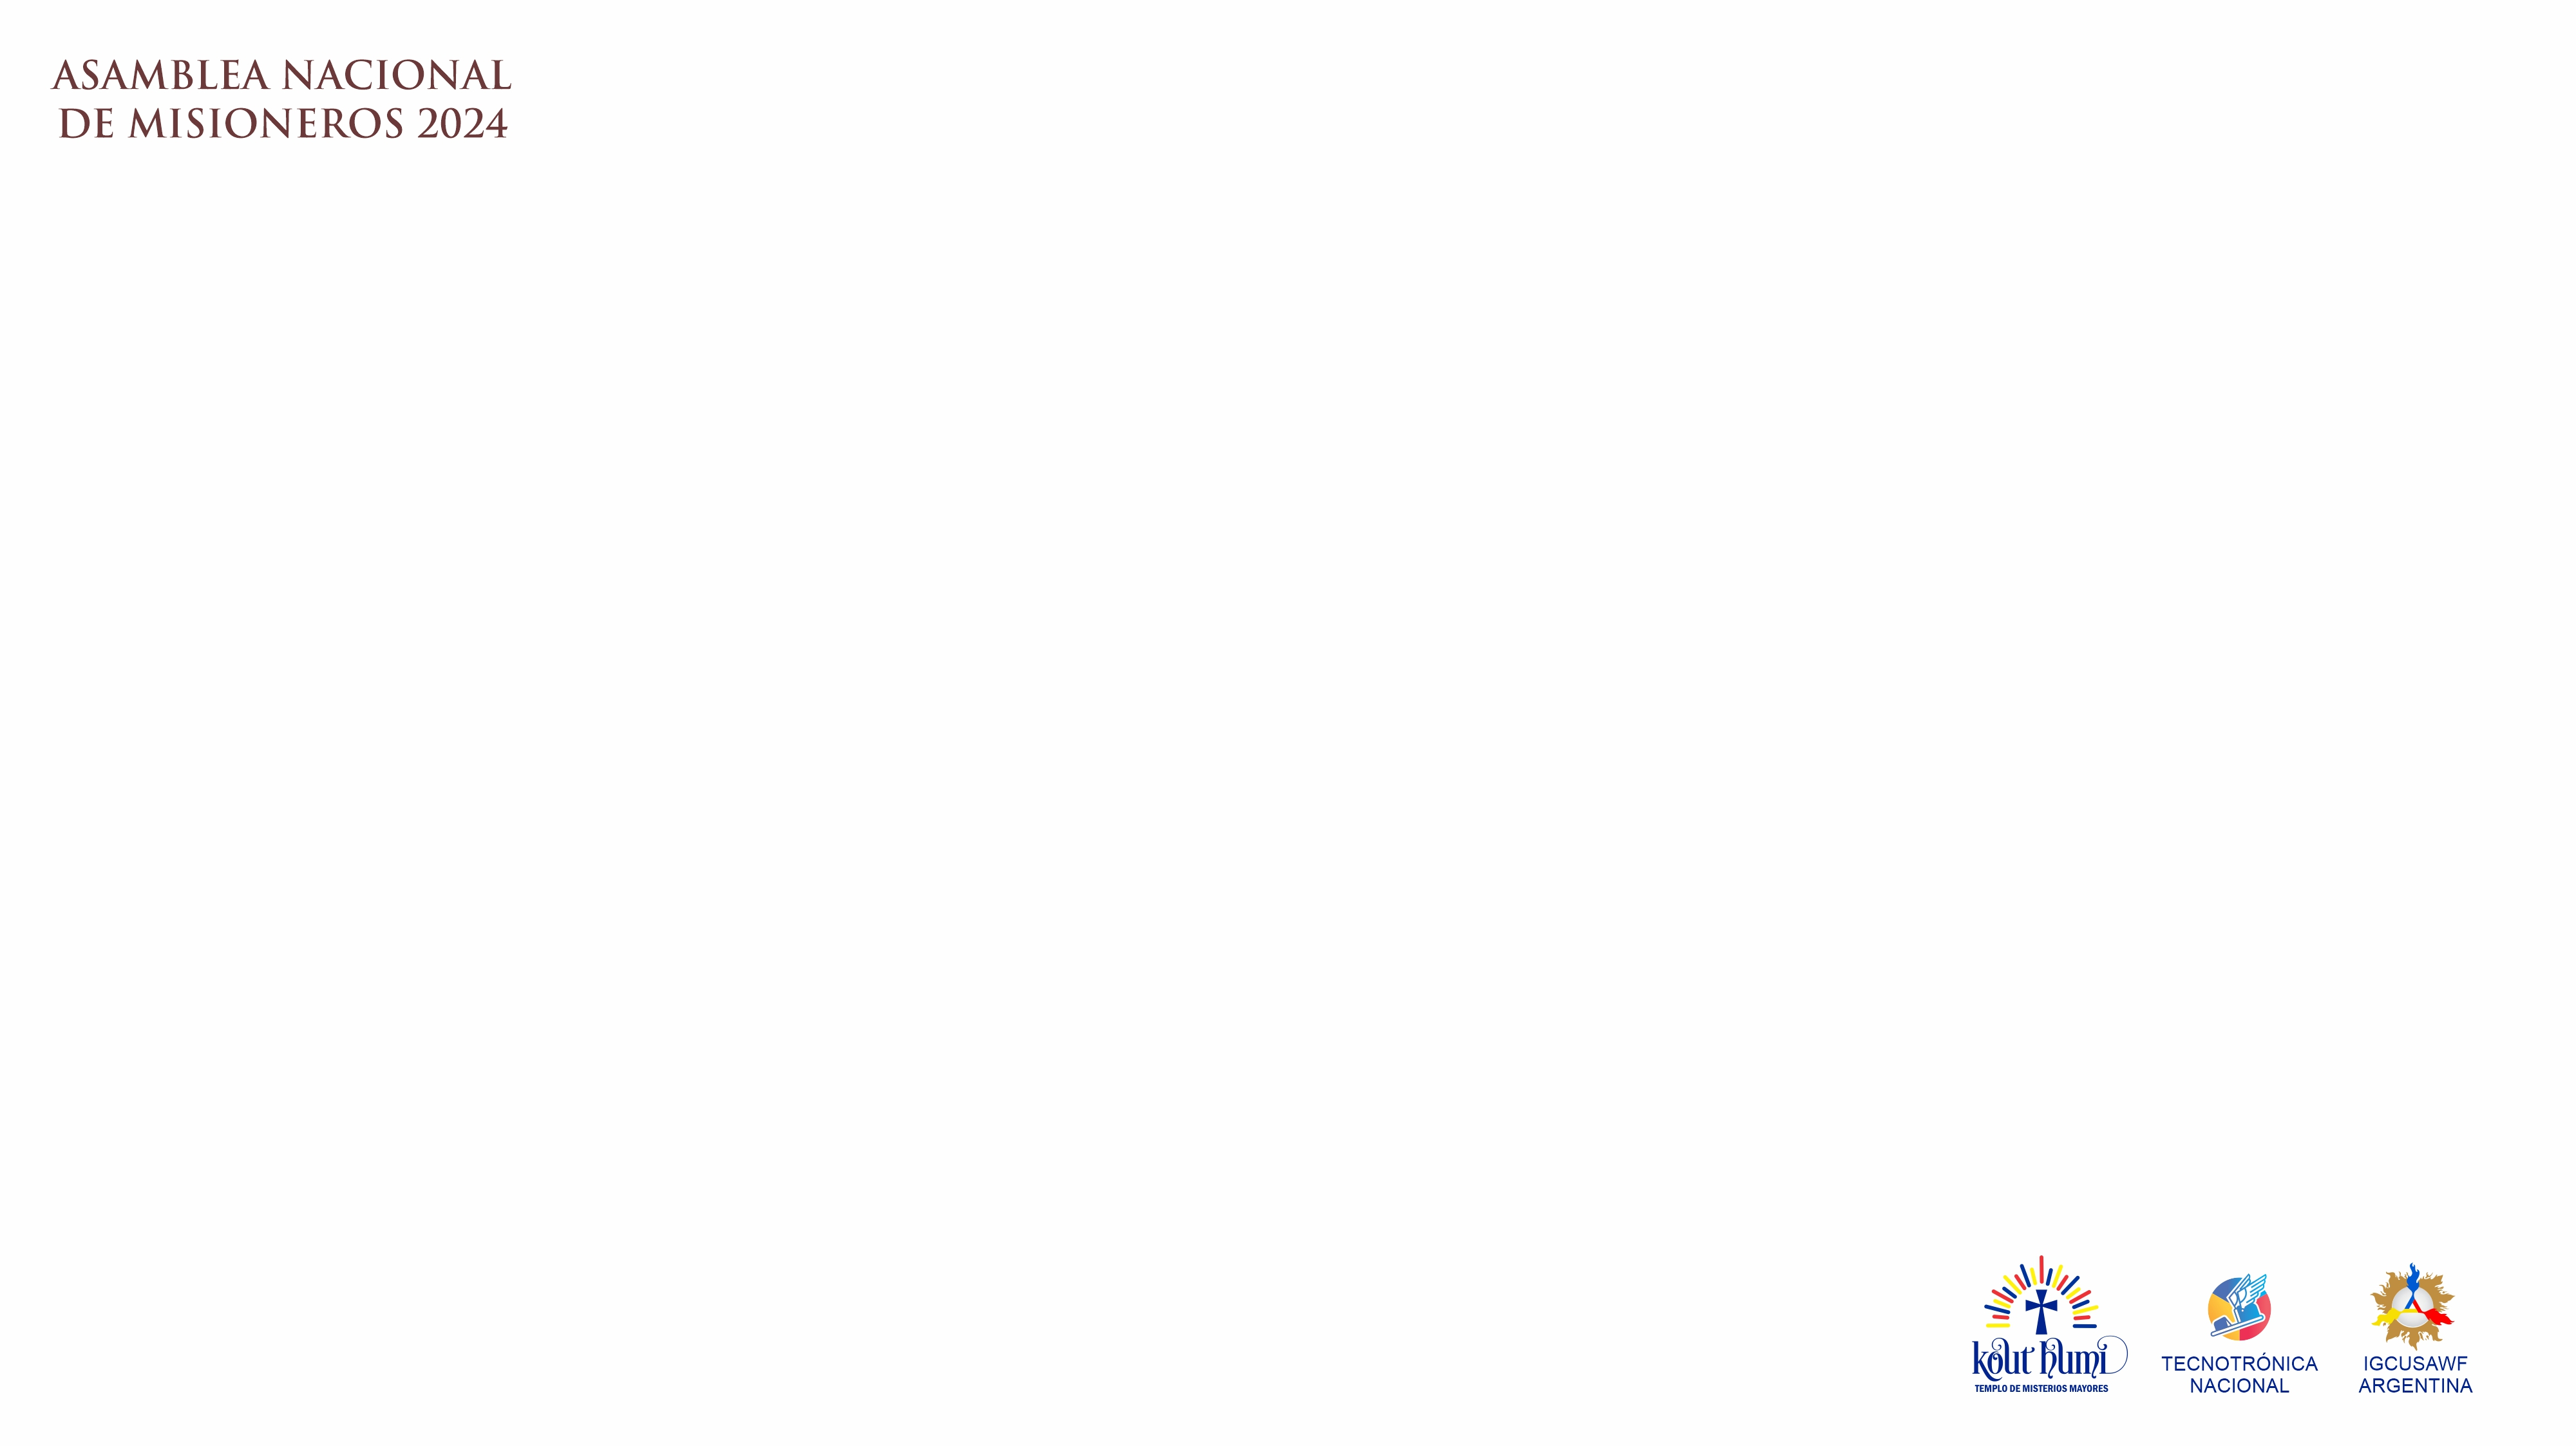 ASAMBLEA NACIONAL
DE MISIONEROS 2024
kout humi
TEMPLO DE MISTERIOS MAYORES
TECNOTRÓNICA
NACIONAL
IGCUSAWF
ARGENTINA